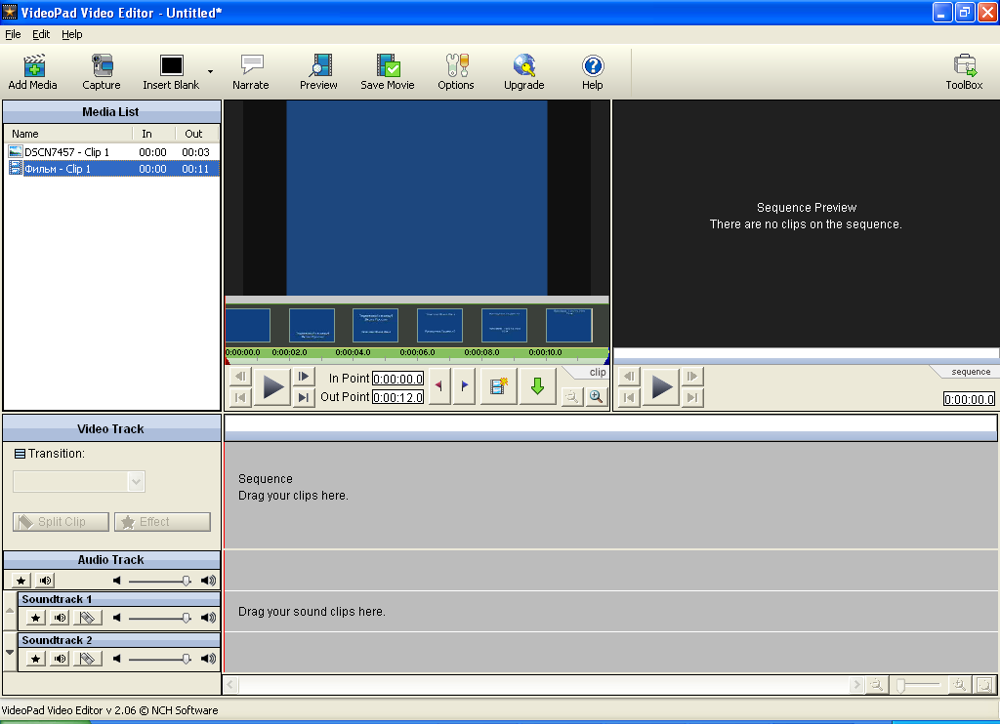 VideoPad Video Editor - Untitled*
File Edit Help
Add Media Capture Insert Blank Narrate Preview Save Movie Options Upgrade Help ToolBox
Media List
Name In Out
DSCN7457 - Clip 1 00:00 00:03
Фильм - Clip 1 00:00 00:11
Sequence Preview
There are no clips on the sequence.
0:00:00.0 0:00:02.0 0:00:04.0 0:00:06.0 0:00:08.0 0:00:10.0
In Point 0:00:00.0
Out Point 0:00:12.0
clip
sequence
0:00:00.0
Video Track
Transition:
Split Clip Effect
Sequence
Drag your clips here.
Audio Track
Soundtrack 1
Drag your sound clips here.
Soundtrack 2
VideoPad Video Editor v 2.06 © NCH Software